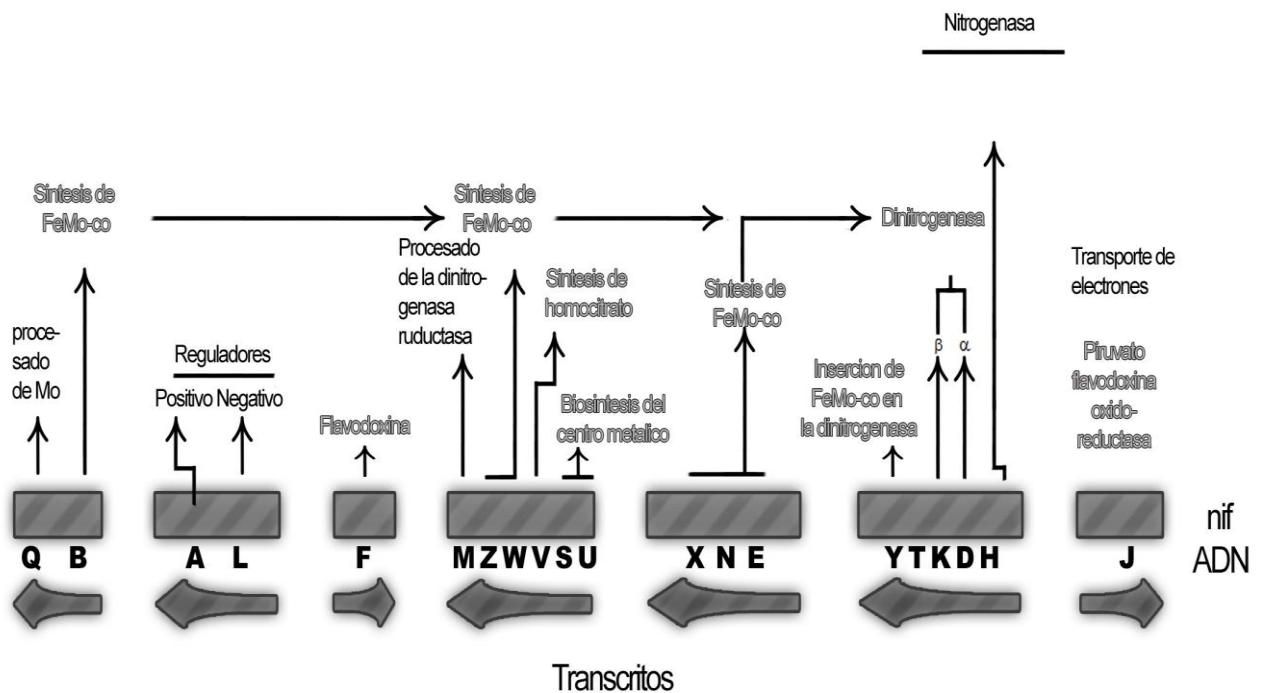 Nitrogenasa
Sintesis de
FeMo-co
Sintesis de
FeMo-co
Dinitrogenasa
Procesado
de la dinitro-
genasa
ructasa
Sintesis de
homocitrato
Sintesis de
FeMo-co
Transporte de
electrones
proce-
sado
de Mo
Reguladores
Positivo Negativo
Flavodoxina
Biosintesis del
centro metalico
Insercion de
FeMo-co en
la dinitrogenasa
β α
Piruvato
flavodoxina
oxido-
reductasa
nif
ADN
Q B
A L
F
M Z W V S U
X N E
Y T K D H
J
Transcritos